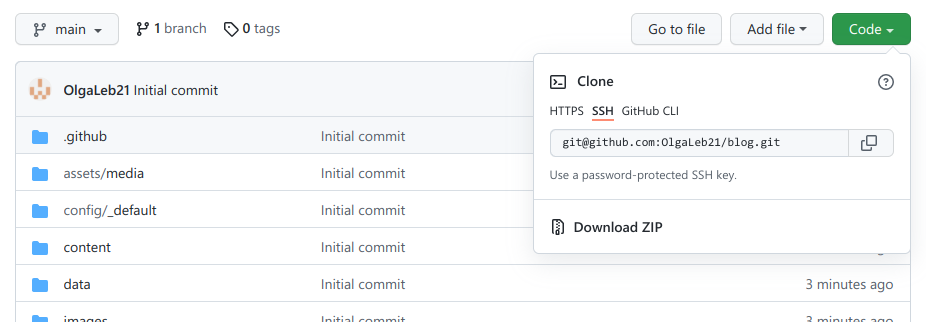 main 1 branch 0 tags Go to file Add file Code
OlgaLeb21 Initial commit
Clone
HTTPS SSH GitHub CLI
git@github.com:OlgaLeb21/blog.git
Use a password-protected SSH key.
Download ZIP
.github Initial commit
assets/media Initial commit
config/_default Initial commit
content Initial commit
data Initial commit 3 minutes ago
images Initial commit 3 minutes ago